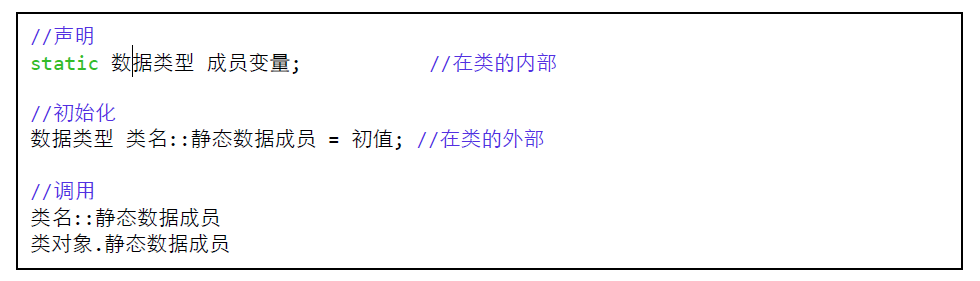 //声明
static 数据类型 成员变量; //在类的内部
//初始化
数据类型 类名::静态数据成员 = 初值; //在类的外部
//调用
类名::静态数据成员
类对象.静态数据成员